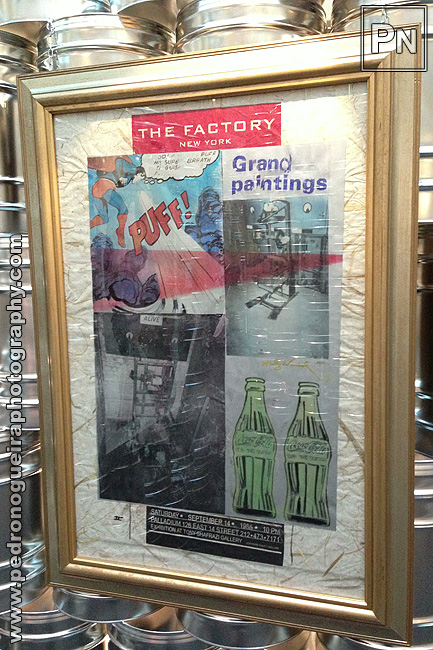 PN
THE FACTORY
NEW YORK
PUFF!
Grand
paintings
ALIVE
SATURDAY • SEPTEMBER 14 • 1985 • 10 PM
PALLADIUM 126 EAST 14 STREET 212•473•7171
EXHIBITION AT TONY SHAFRAZI GALLERY
www.pedronogueiraphotography.com